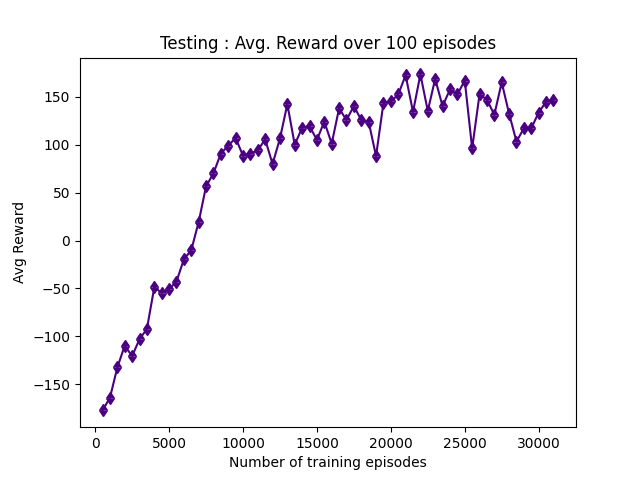 Testing : Avg. Reward over 100 episodes
150
100
50
0
−50
−100
−150
Avg Reward
0 5000 10000 15000 20000 25000 30000
Number of training episodes